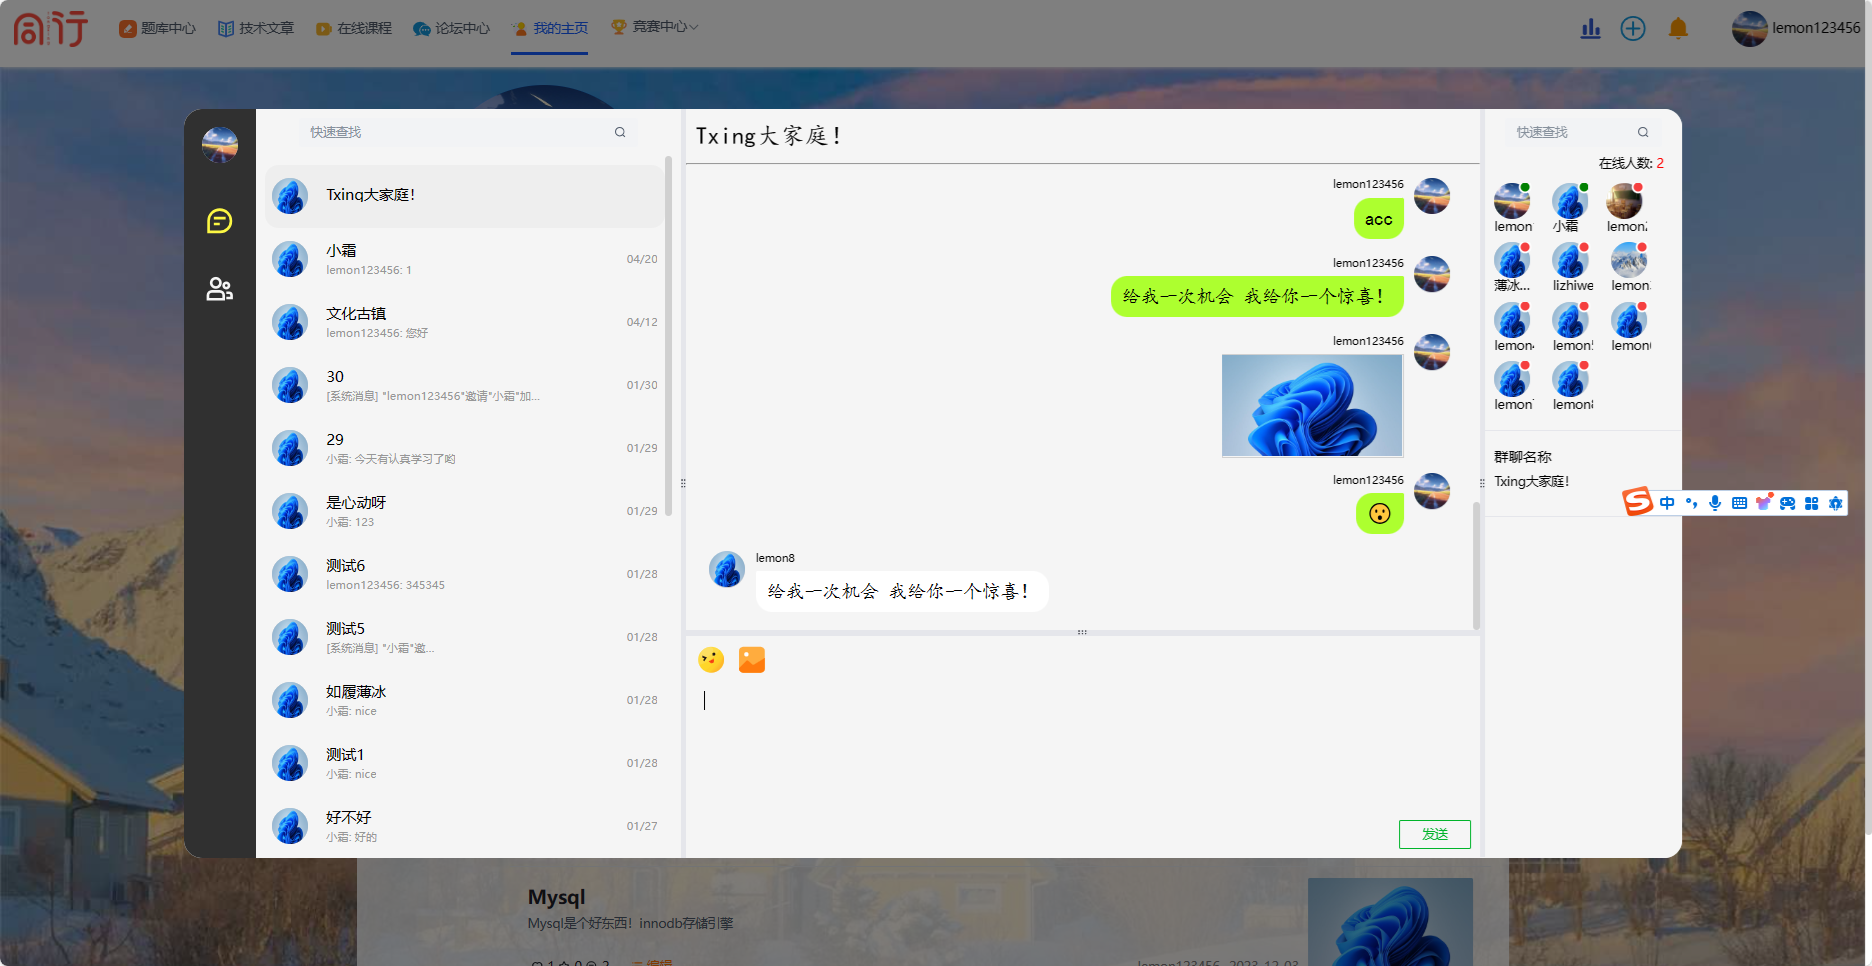 同行
题库中心
技术文章
在线课程
论坛中心
我的主页
竞赛中心
lemon123456
快速查找
Txing大家庭!
小霜
lemon123456: 1
04/20
文化古镇
lemon123456: 您好
04/12
30
[系统消息] "lemon123456"邀请"小霜"加...
01/30
29
小霜: 今天有认真学习了哟
01/29
是心动呀
小霜: 123
01/29
测试6
lemon123456: 345345
01/28
测试5
[系统消息] "小霜"邀...
01/28
如履薄冰
小霜: nice
01/28
测试1
小霜: nice
01/28
好不好
小霜: 好的
01/27
Txing大家庭!
lemon123456
acc
lemon123456
给我一次机会 我给你一个惊喜!
lemon123456
lemon123456
lemon8
给我一次机会 我给你一个惊喜!
发送
快速查找
在线人数: 2
lemon
小霜
lemon
薄冰...
lizhiwe
lemon
lemon
lemon
lemon
lemon
lemon
群聊名称
Txing大家庭!
中
Mysql
Mysql是个好东西! innodb存储引擎
编辑
lemon123456 2023-12-03